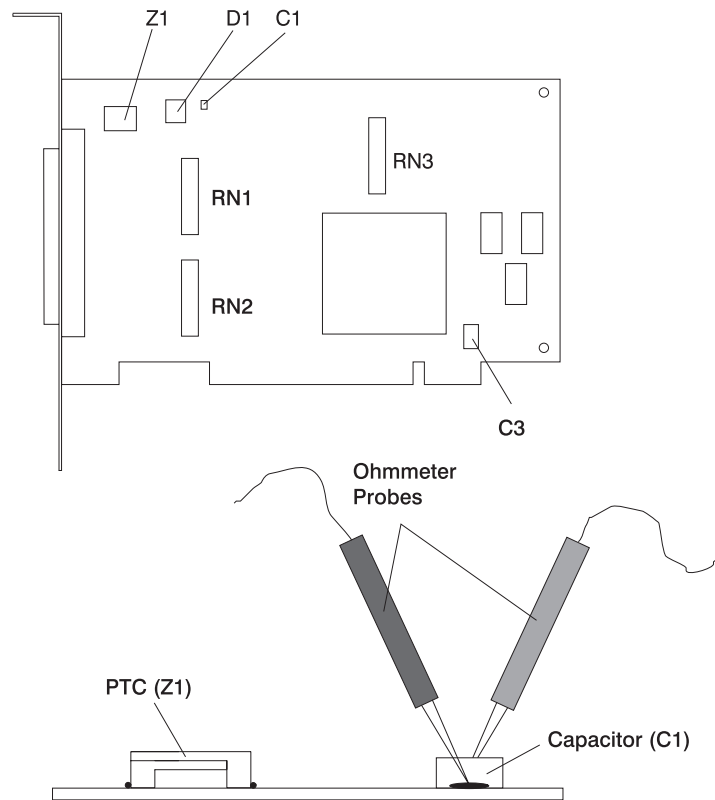 Z1
D1
C1
RN3
RN1
RN2
C3
Ohmmeter
Probes
PTC (Z1)
Capacitor (C1)